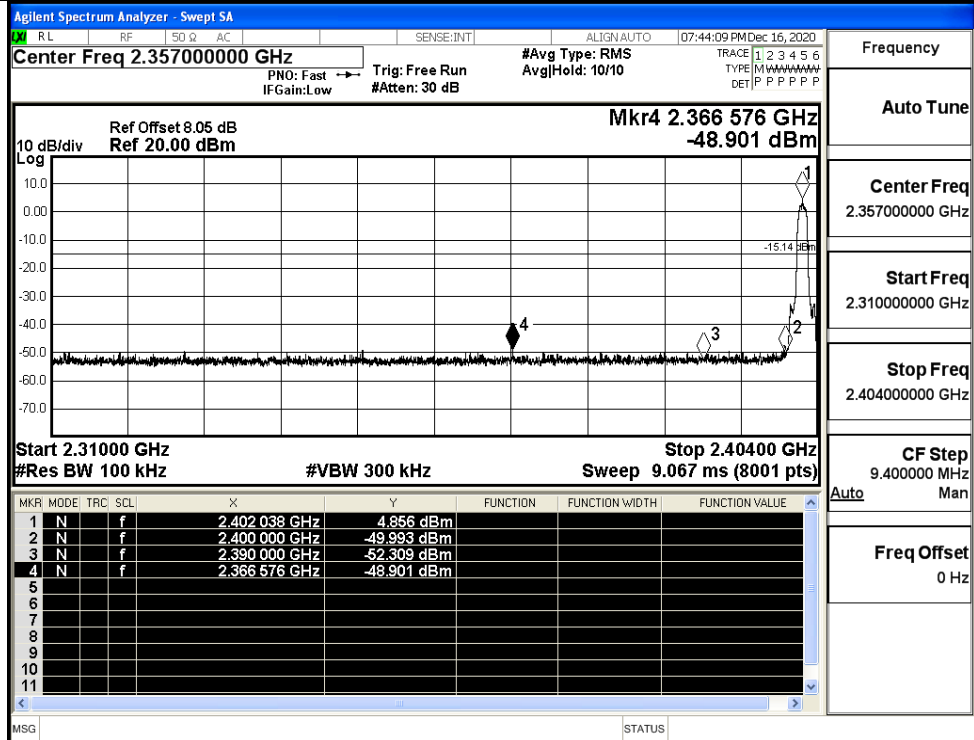 Agilent Spectrum Analyzer - Swept SA
LXI RL RF 50 Ω AC SENSE:INT ALIGN AUTO 07:44:09 PM Dec 16, 2020
Center Freq 2.357000000 GHz
PNO: Fast
IFGain:Low
Trig: Free Run
#Atten: 30 dB
#Avg Type: RMS
Avg|Hold: 10/10
TRACE 1 2 3 4 5 6
TYPE M WWWWW
DET P P P P P P
Mkr4 2.366 576 GHz
-48.901 dBm
Ref Offset 8.05 dB
10 dB/div Ref 20.00 dBm
Log
10.0
0.00
-10.0
-20.0
-30.0
-40.0
-50.0
-60.0
-70.0
1
-15.14 dBm
4
3
2
Start 2.31000 GHz Stop 2.40400 GHz
#Res BW 100 kHz #VBW 300 kHz Sweep 9.067 ms (8001 pts)
MKR MODE TRC SCL X Y FUNCTION FUNCTION WIDTH FUNCTION VALUE
1 N f 2.402 038 GHz 4.856 dBm
2 N f 2.400 000 GHz -49.993 dBm
3 N f 2.390 000 GHz -52.309 dBm
4 N f 2.366 576 GHz -48.901 dBm
5
6
7
8
9
10
11
MSG STATUS
Frequency
Auto Tune
Center Freq
2.357000000 GHz
Start Freq
2.310000000 GHz
Stop Freq
2.404000000 GHz
CF Step
9.400000 MHz
Auto Man
Freq Offset
0 Hz